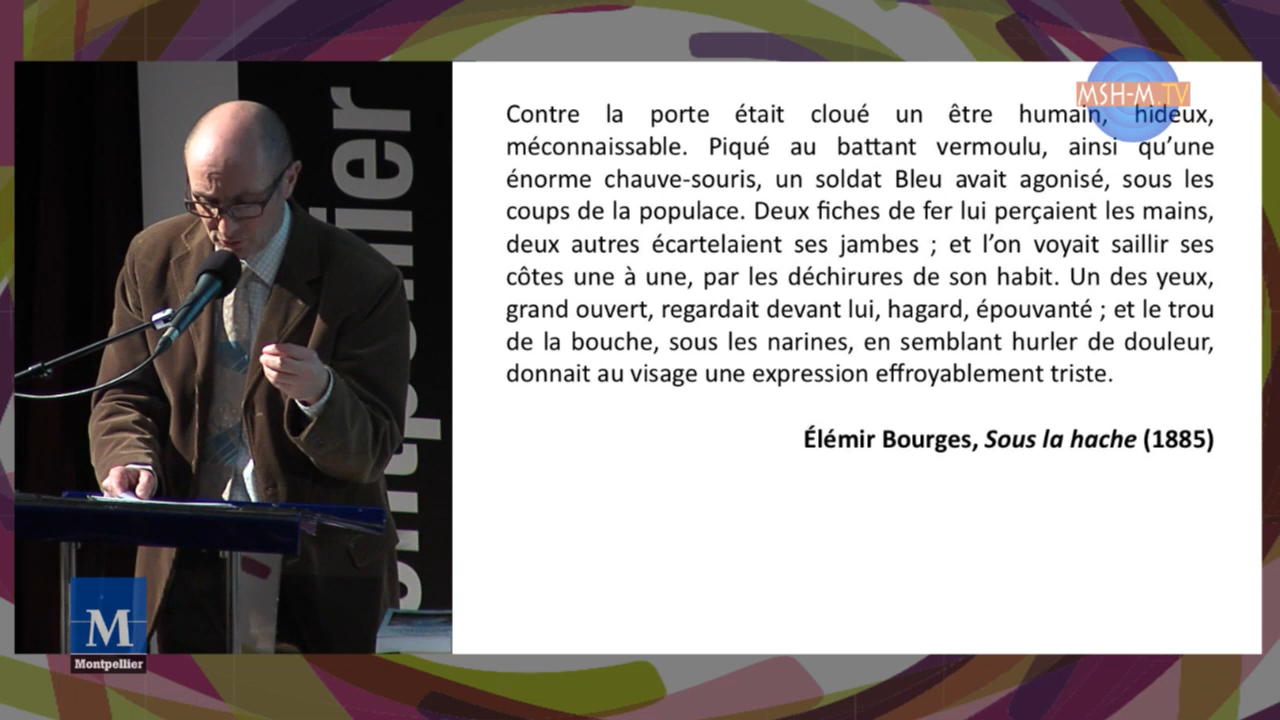 MSH-M.TV
Contre la porte était cloué un être humain, hideux,
méconnaissable. Piqué au battant vermoulu, ainsi qu’une
énorme chauve-souris, un soldat Bleu avait agonisé, sous les
coups de la populace. Deux fiches de fer lui perçaient les mains,
deux autres écartelaient ses jambes ; et l’on voyait saillir ses
côtes une à une, par les déchirures de son habit. Un des yeux,
grand ouvert, regardait devant lui, hagard, épouvanté ; et le trou
de la bouche, sous les narines, en semblant hurler de douleur,
donnait au visage une expression effroyablement triste.
Élémir Bourges, Sous la hache (1885)
M
Montpellier